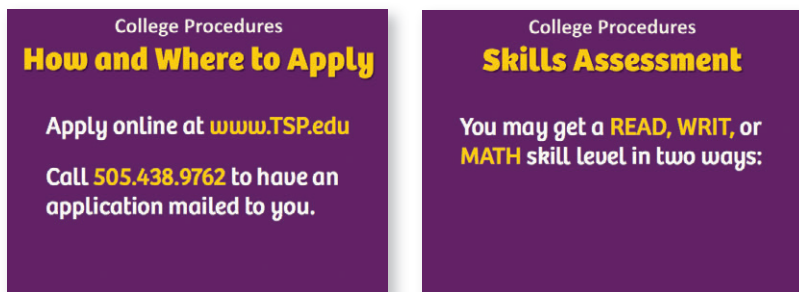 College Procedures
How and Where to Apply
Apply online at www.TSP.edu
Call 505.438.9762 to have an
application mailed to you.
College Procedures
Skills Assessment
You may get a READ, WRIT, or
MATH skill level in two ways: